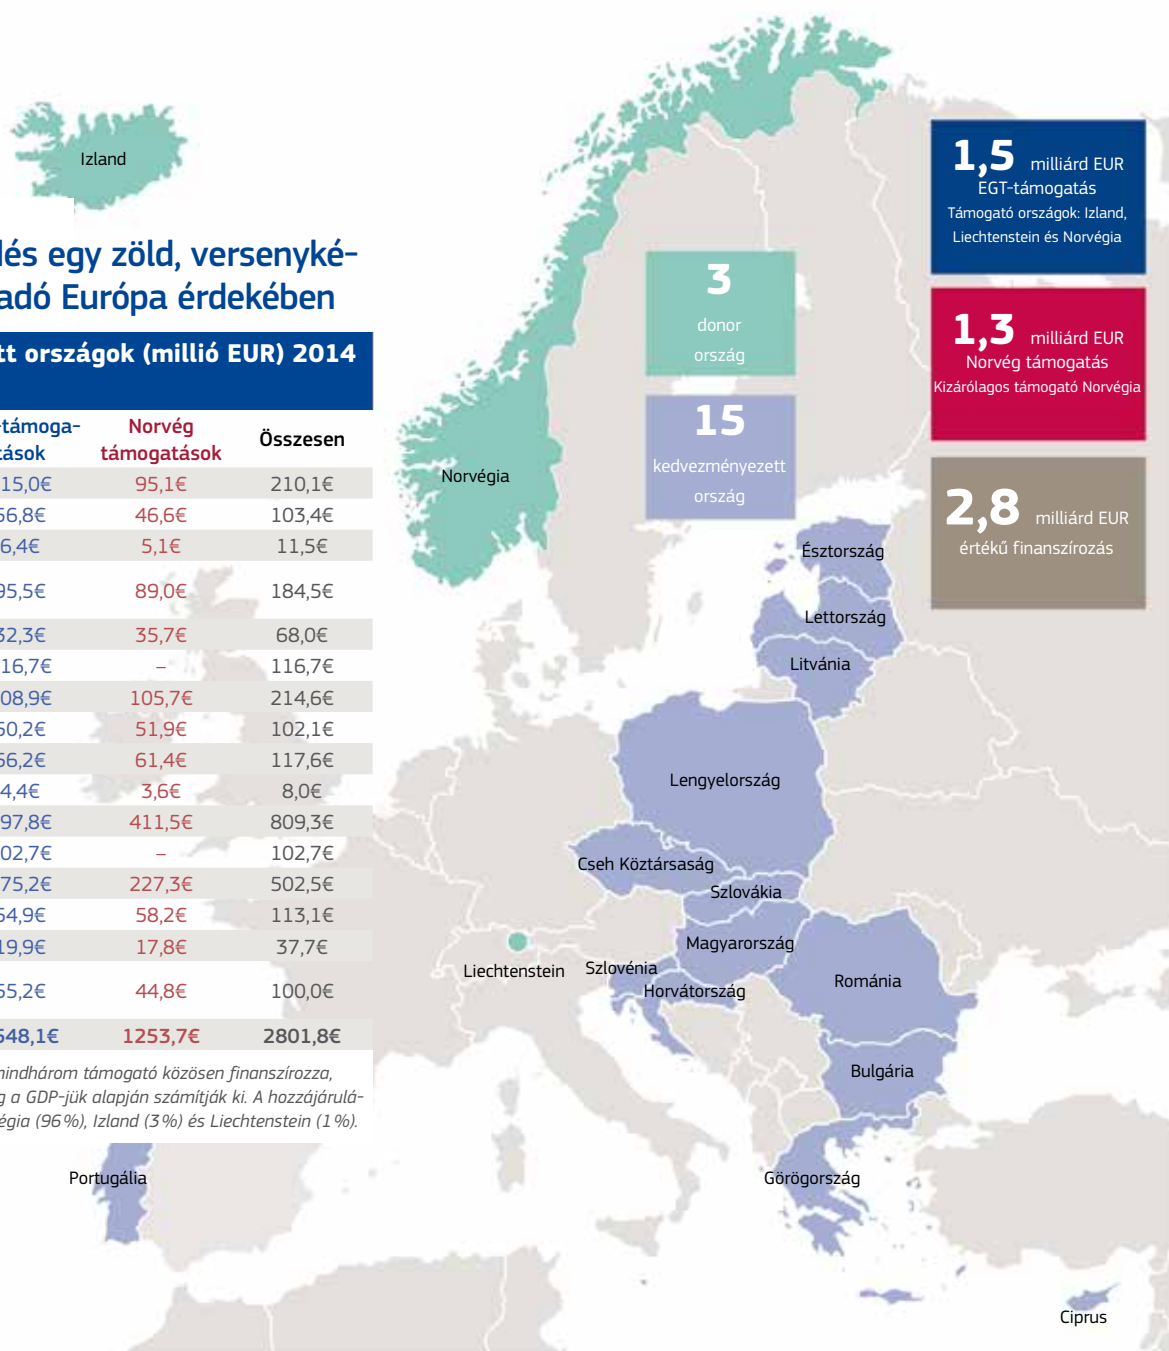 Izland
lés egy zöld, versenyké-
adó Európa érdekében
tt országok (millió EUR) 2014
-támoga- Norvég Összesen
tások támogatások
15,0€ 95,1€ 210,1€
56,8€ 46,6€ 103,4€
6,4€ 5,1€ 11,5€
95,5€ 89,0€ 184,5€
32,3€ 35,7€ 68,0€
16,7€ – 116,7€
08,9€ 105,7€ 214,6€
50,2€ 51,9€ 102,1€
56,2€ 61,4€ 117,6€
4,4€ 3,6€ 8,0€
97,8€ 411,5€ 809,3€
02,7€ – 102,7€
75,2€ 227,3€ 502,5€
54,9€ 58,2€ 113,1€
19,9€ 17,8€ 37,7€
55,2€ 44,8€ 100,0€
548,1€ 1253,7€ 2801,8€
mindhárom támogató közösen finanszírozza,
g a GDP-jük alapján számítják ki. A hozzájárulá-
égia (96%), Izland (3%) és Liechtenstein (1%).
1,5 milliárd EUR
EGT-támogatás
Támogató országok: Izland,
Liechtenstein és Norvégia
1,3 milliárd EUR
Norvég támogatás
Kizárólagos támogató Norvégia
2,8 milliárd EUR
értékű finanszírozás
3
donor
ország
15
kedvezményezett
ország
Norvégia
Észtország
Lettország
Litvánia
Lengyelország
Cseh Köztársaság
Szlovákia
Magyarország
Liechtenstein
Szlovénia
Horvátország
Románia
Bulgária
Portugália
Görögország
Ciprus